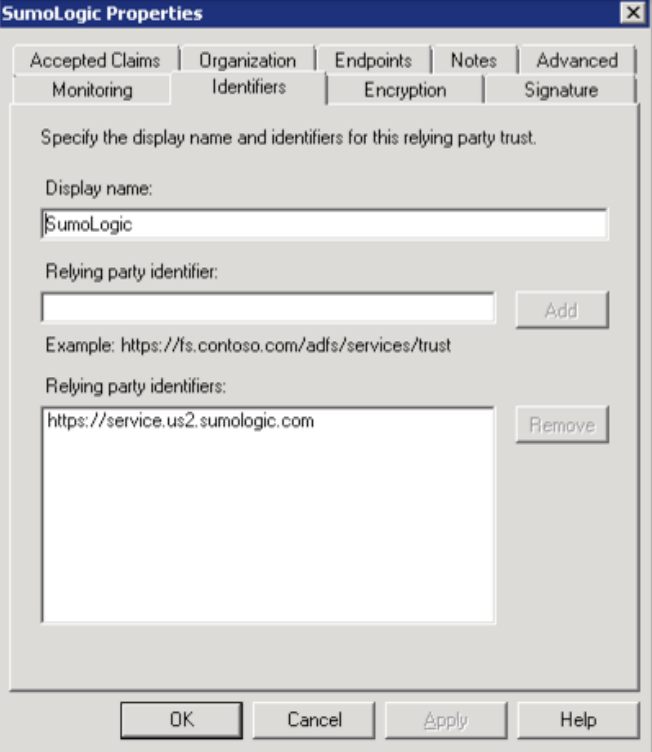 SumoLogic Properties
Accepted Claims Organization Endpoints Notes Advanced
Monitoring Identifiers Encryption Signature
Specify the display name and identifiers for this relying party trust.
Display name:
SumoLogic
Relying party identifier:
Add
Example: https://fs.contoso.com/adfs/services/trust
Relying party identifiers:
https://service.us2.sumologic.com
Remove
OK Cancel Apply Help